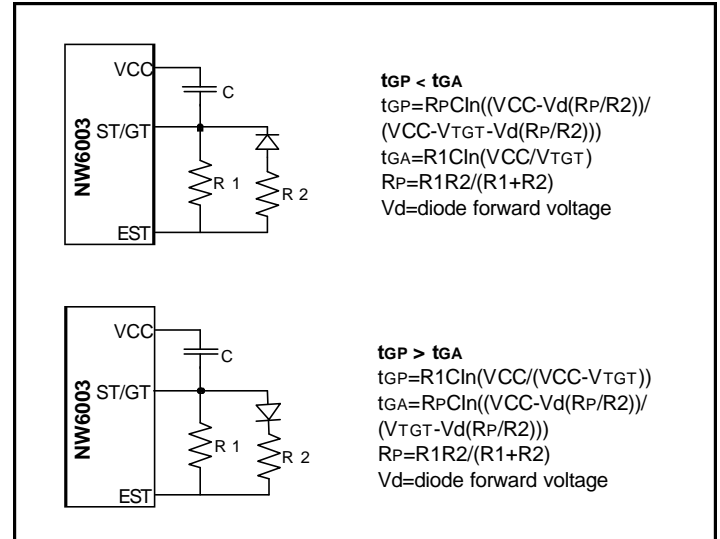 VCC
C
ST/GT
NW6003
R 1
R 2
EST
tGP < tGA
tGP=RPCln((VCC-Vd(RP/R2))/
(VCC-VTGT-Vd(RP/R2)))
tGA=R1Cln(VCC/VTGT)
RP=R1R2/(R1+R2)
Vd=diode forward voltage
VCC
C
ST/GT
NW6003
R 1
R 2
EST
tGP > tGA
tGP=R1Cln(VCC/(VCC-VTGT))
tGA=RPCln((VCC-Vd(RP/R2))/
(VTGT-Vd(RP/R2)))
RP=R1R2/(R1+R2)
Vd=diode forward voltage